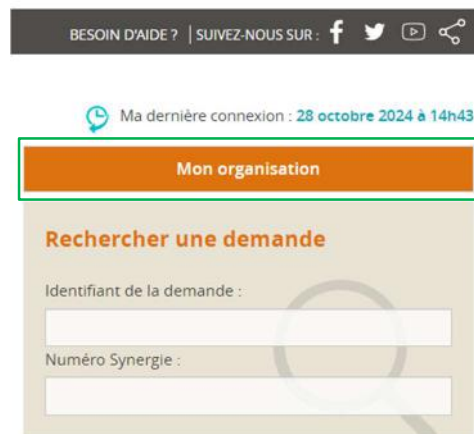 BESOIN D'AIDE ? | SUIVEZ-NOUS SUR :
Ma dernière connexion : 28 octobre 2024 à 14h43
Mon organisation
Rechercher une demande
Identifiant de la demande :
Numéro Synergie :